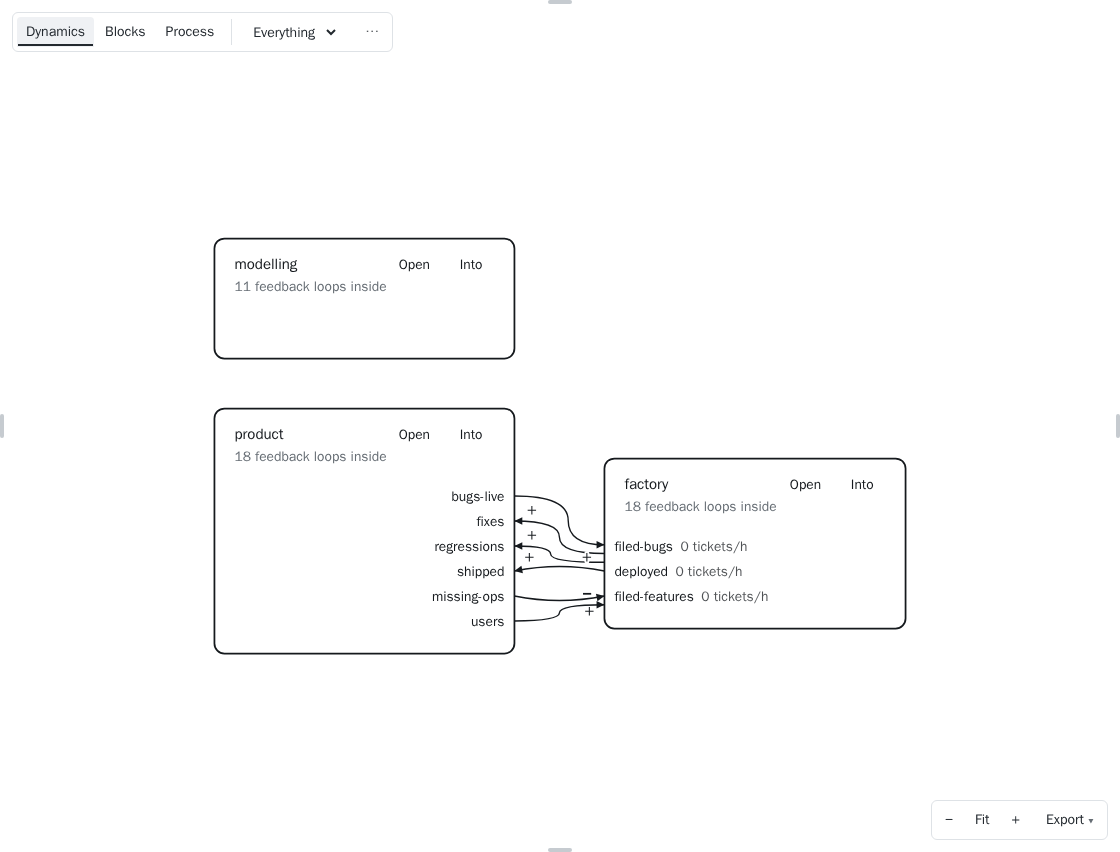 Dynamics Blocks Process Everything ···
modelling Open Into
11 feedback loops inside
product Open Into
18 feedback loops inside
bugs-live
+
fixes
+
regressions
+ +
shipped
missing-ops
−
users
+
factory Open Into
18 feedback loops inside
filed-bugs 0 tickets/h
deployed 0 tickets/h
filed-features 0 tickets/h
− Fit + Export ▾